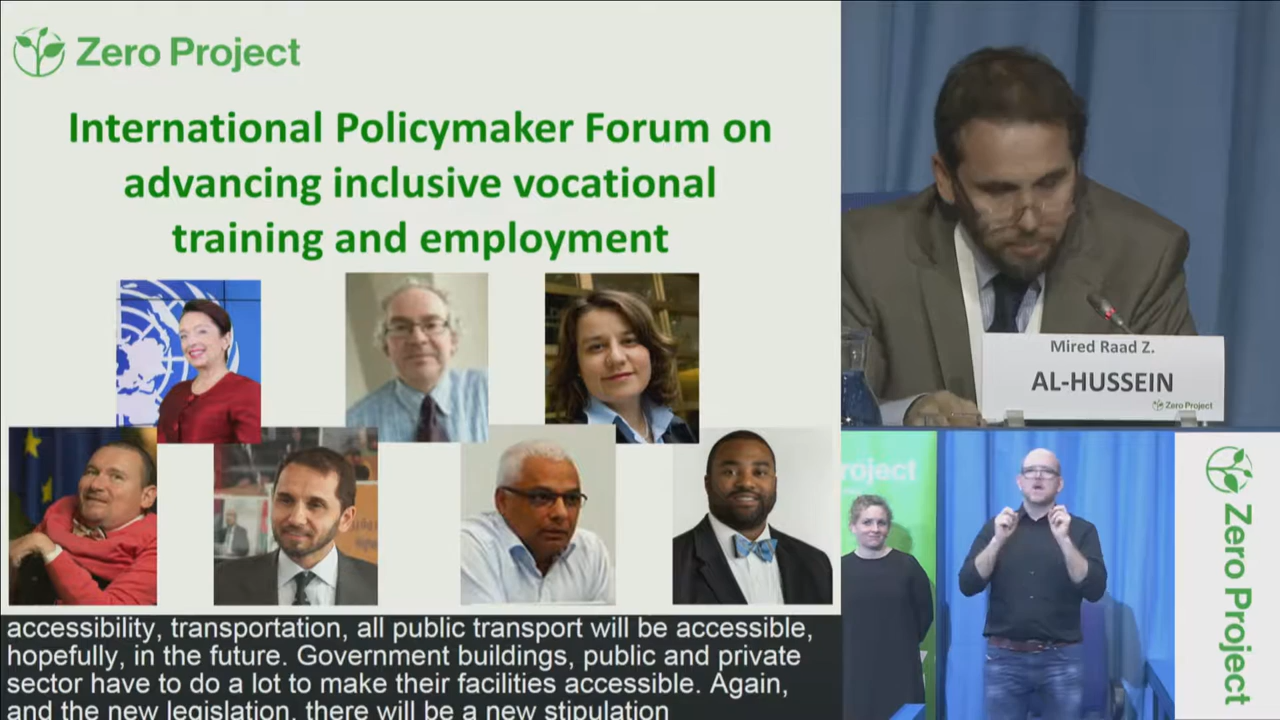 Zero Project
International Policymaker Forum on
advancing inclusive vocational
training and employment
Mired Raad Z.
AL-HUSSEIN
Zero Project
roject
Zero Project
accessibility, transportation, all public transport will be accessible,
hopefully, in the future. Government buildings, public and private
sector have to do a lot to make their facilities accessible. Again,
and the new legislation, there will be a new stipulation